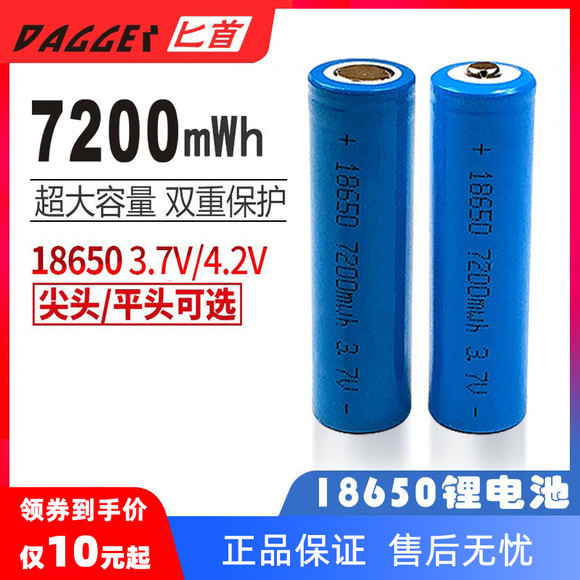 DAGGER 匕首
7200mWh
超大容量 双重保护
18650 3.7V/4.2V
尖头/平头可选
+ 18650 7200mwh 3.7V -
+ 18650 7200mwh 3.7V -
18650锂电池
领券到手价
仅10元起
正品保证 售后无忧